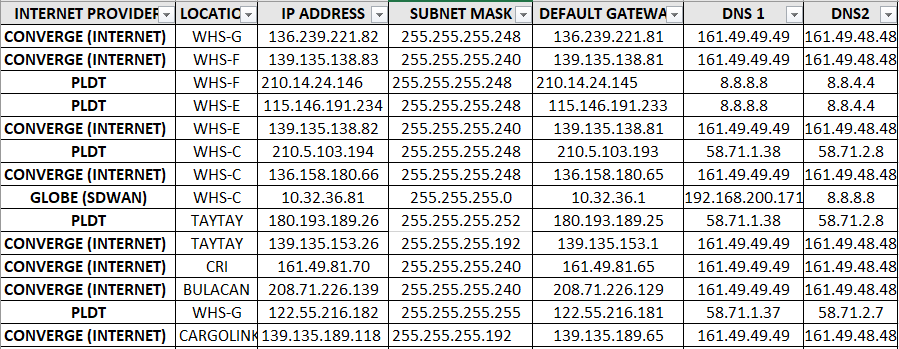 INTERNET PROVIDER LOCATIO IP ADDRESS SUBNET MASK DEFAULT GATEWA DNS 1 DNS2
CONVERGE (INTERNET) WHS-G 136.239.221.82 255.255.255.248 136.239.221.81 161.49.49.49 161.49.48.48
CONVERGE (INTERNET) WHS-F 139.135.138.83 255.255.255.240 139.135.138.81 161.49.49.49 161.49.48.48
PLDT WHS-F 210.14.24.146 255.255.255.248 210.14.24.145 8.8.8.8 8.8.4.4
PLDT WHS-E 115.146.191.234 255.255.255.248 115.146.191.233 8.8.8.8 8.8.4.4
CONVERGE (INTERNET) WHS-E 139.135.138.82 255.255.255.240 139.135.138.81 161.49.49.49 161.49.48.48
PLDT WHS-C 210.5.103.194 255.255.255.248 210.5.103.193 58.71.1.38 58.71.2.8
CONVERGE (INTERNET) WHS-C 136.158.180.66 255.255.255.248 136.158.180.65 161.49.49.49 161.49.48.48
GLOBE (SDWAN) WHS-C 10.32.36.81 255.255.255.0 10.32.36.1 192.168.200.171 8.8.8.8
PLDT TAYTAY 180.193.189.26 255.255.255.252 180.193.189.25 58.71.1.38 58.71.2.8
CONVERGE (INTERNET) TAYTAY 139.135.153.26 255.255.255.192 139.135.153.1 161.49.49.49 161.49.48.48
CONVERGE (INTERNET) CRI 161.49.81.70 255.255.255.240 161.49.81.65 161.49.49.49 161.49.48.48
CONVERGE (INTERNET) BULACAN 208.71.226.139 255.255.255.240 208.71.226.129 161.49.49.49 161.49.48.48
PLDT WHS-G 122.55.216.182 255.255.255.255 122.55.216.181 58.71.1.37 58.71.2.7
CONVERGE (INTERNET) CARGOLINK 139.135.189.118 255.255.255.192 139.135.189.65 161.49.49.49 161.49.48.48